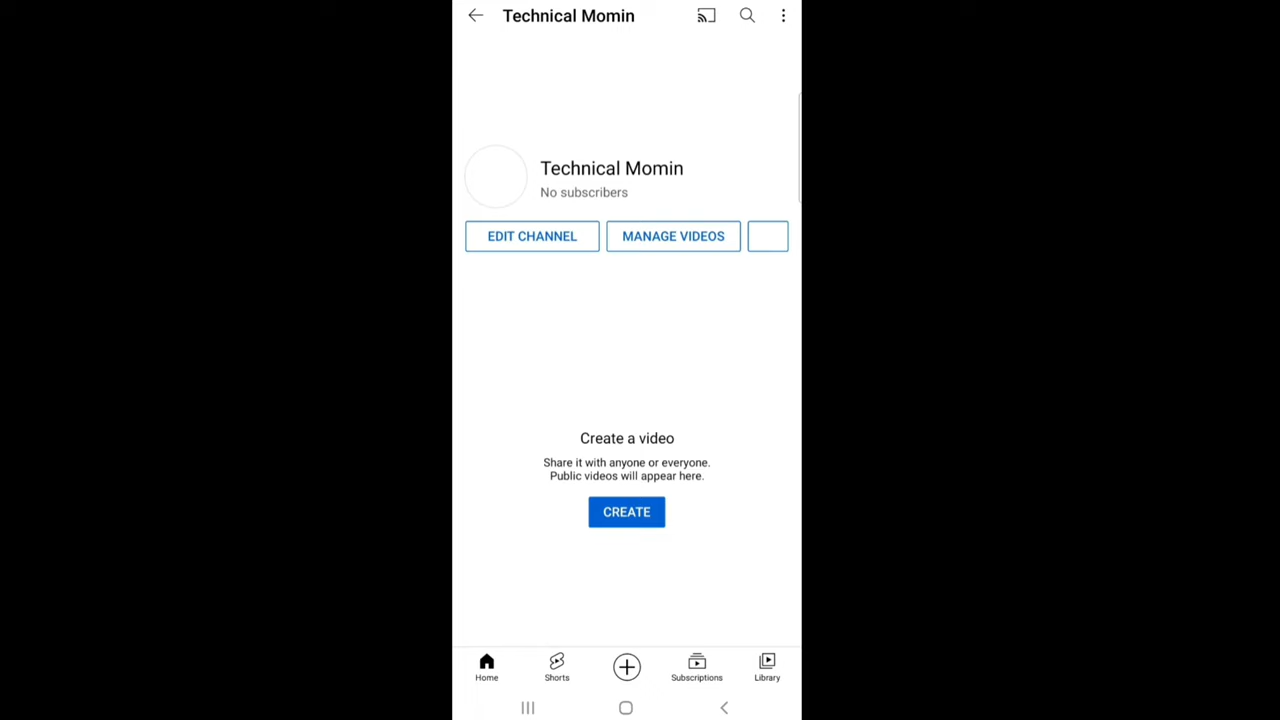 Technical Momin
Technical Momin
No subscribers
EDIT CHANNEL
MANAGE VIDEOS
Create a video
Share it with anyone or everyone.
Public videos will appear here.
CREATE
Home
Shorts
Subscriptions
Library